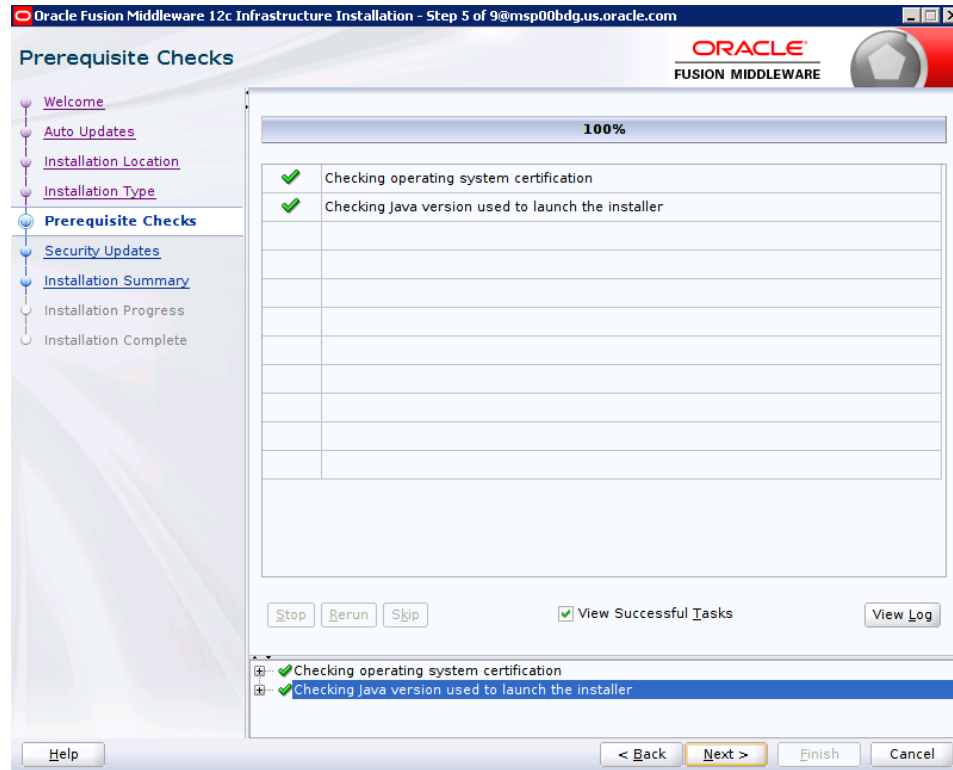 Oracle Fusion Middleware 12c Infrastructure Installation - Step 5 of 9@msp00bdg.us.oracle.com
Prerequisite Checks
ORACLE
FUSION MIDDLEWARE
Welcome
Auto Updates
Installation Location
Installation Type
Prerequisite Checks
Security Updates
Installation Summary
Installation Progress
Installation Complete
100%
Checking operating system certification
Checking Java version used to launch the installer
Stop Rerun Skip View Successful Tasks View Log
Checking operating system certification
Checking Java version used to launch the installer
Help < Back Next > Finish Cancel